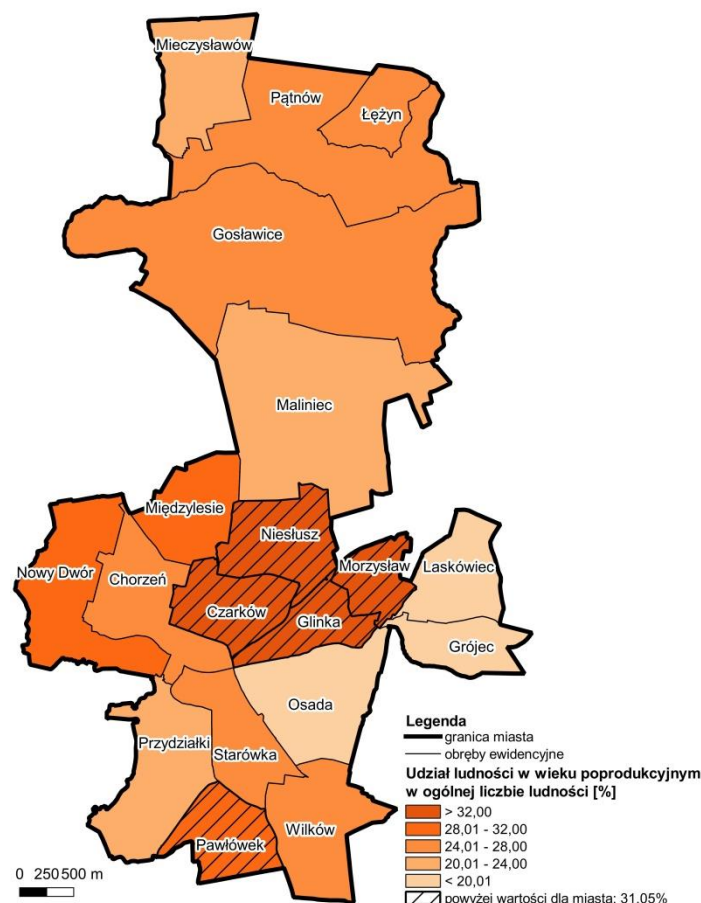 Mieczysławów
Pątnów
Łężyn
Gosławice
Maliniec
Międzylesie
Niesłusz
Morzysław
Laskówiec
Nowy Dwór
Chorzeń
Czarków
Glinka
Grójec
Osada
Przydziałki
Starówka
Pawłówek
Wilków
Legenda
granica miasta
obręby ewidencyjne
Udział ludności w wieku poprodukcyjnym
w ogólnej liczbie ludności [%]
> 32,00
28,01 - 32,00
24,01 - 28,00
20,01 - 24,00
< 20,01
powyżej wartości dla miasta: 31,05%
0 250 500 m